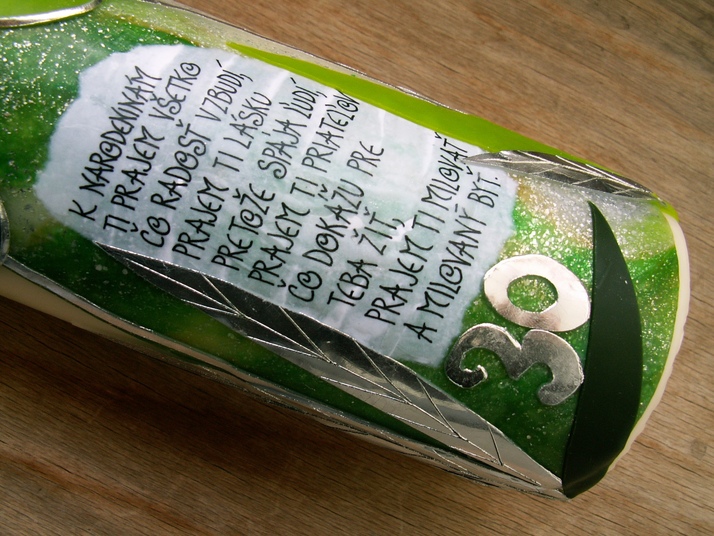 K NARODENINÁM
TI PRAJEM VŠETKO
ČO RADOSŤ VZBUDÍ,
PRAJEM TI LÁSKU
PRETOŽE SPÁJA ĽUDÍ,
PRAJEM TI PRIATEĽOV
ČO DOKÁŽU PRE
TEBA ŽIŤ,
PRAJEM TI MILOVAŤ
A MILOVANÝ BYŤ.
30